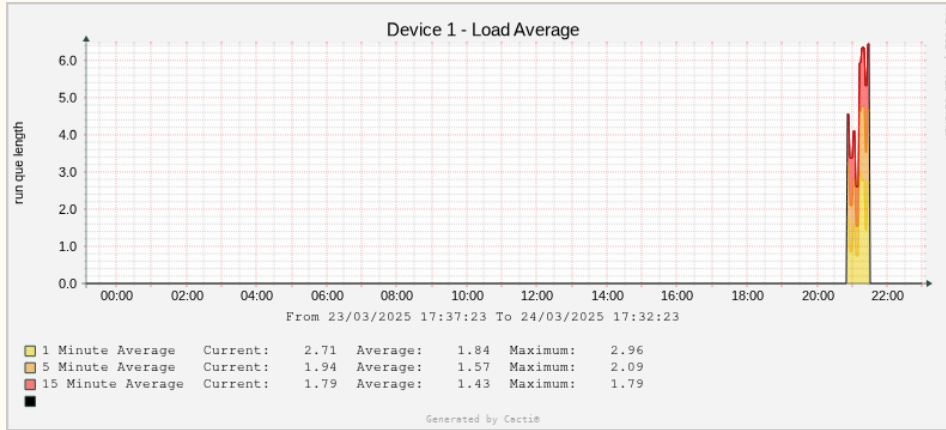 Device 1 - Load Average
run que length
6.0
5.0
4.0
3.0
2.0
1.0
0.0
00:00 02:00 04:00 06:00 08:00 10:00 12:00 14:00 16:00 18:00 20:00 22:00
From 23/03/2025 17:37:23 To 24/03/2025 17:32:23
1 Minute Average Current: 2.71 Average: 1.84 Maximum: 2.96
5 Minute Average Current: 1.94 Average: 1.57 Maximum: 2.09
15 Minute Average Current: 1.79 Average: 1.43 Maximum: 1.79
Generated by Cacti®